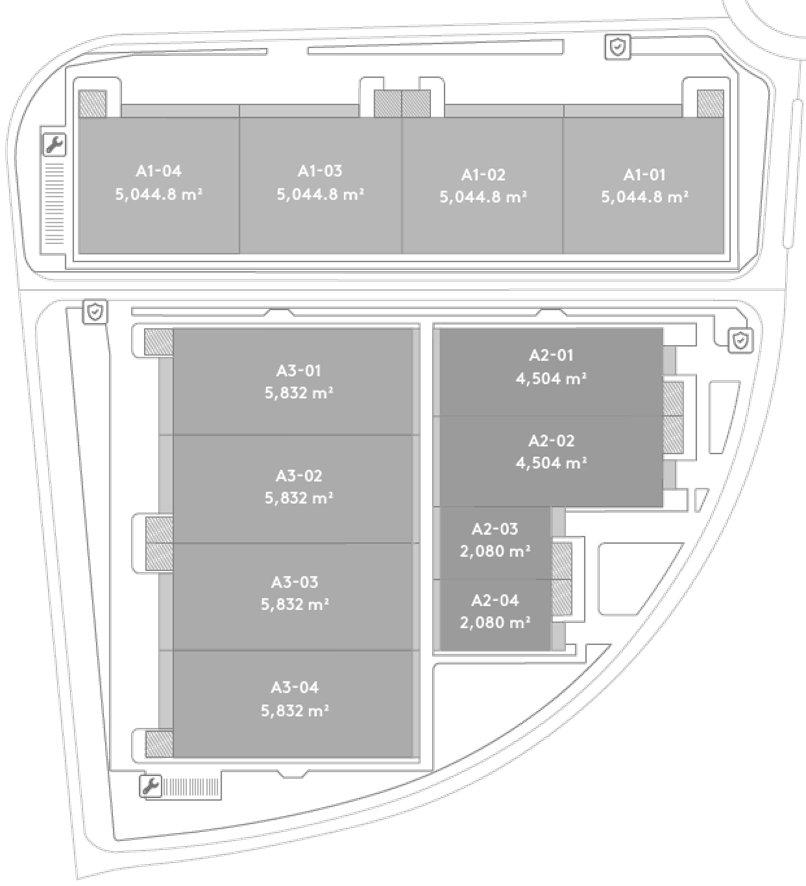 A1-04
5,044.8 m²
A1-03
5,044.8 m²
A1-02
5,044.8 m²
A1-01
5,044.8 m²
A3-01
5,832 m²
A3-02
5,832 m²
A3-03
5,832 m²
A3-04
5,832 m²
A2-01
4,504 m²
A2-02
4,504 m²
A2-03
2,080 m²
A2-04
2,080 m²